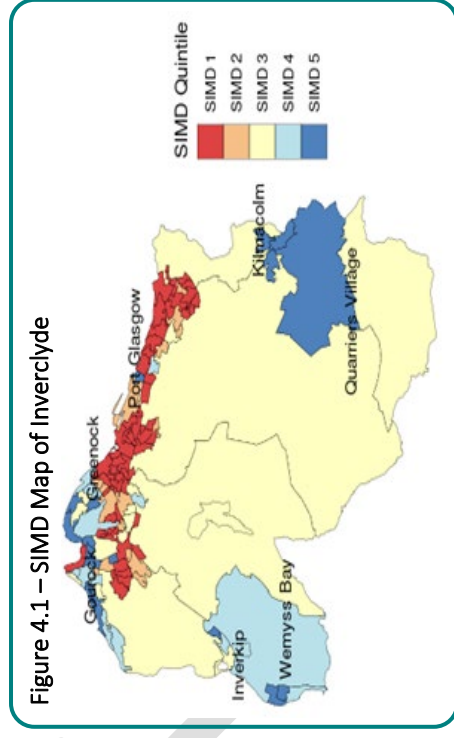 Figure 4.1 – SIMD Map of Inverclyde
SIMD Quintile
SIMD 1
SIMD 2
SIMD 3
SIMD 4
SIMD 5
Gourock
Greenock
Port Glasgow
Kilmacolm
Quarriers Village
Inverkip
Wemyss Bay